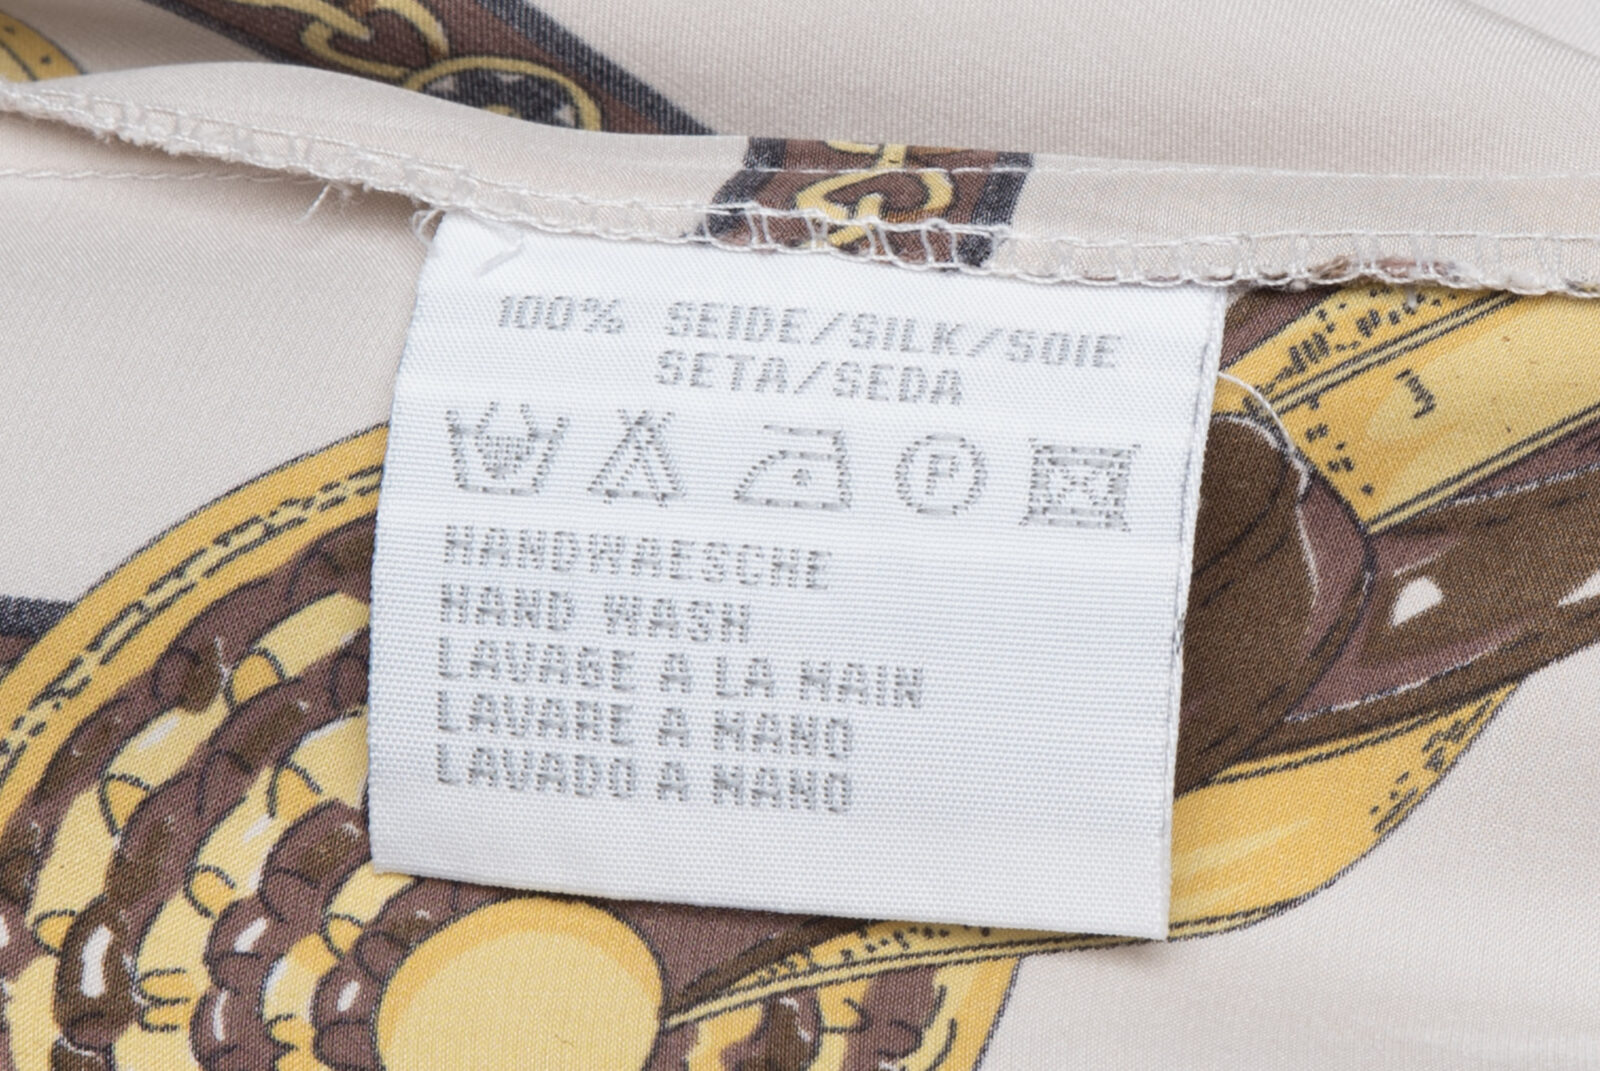 100% SEIDE/SILK/SOIE
SETA/SEDA
P
HANDWAESCHE
HAND WASH
LAVAGE A LA MAIN
LAVARE A MANO
LAVADO A MANO